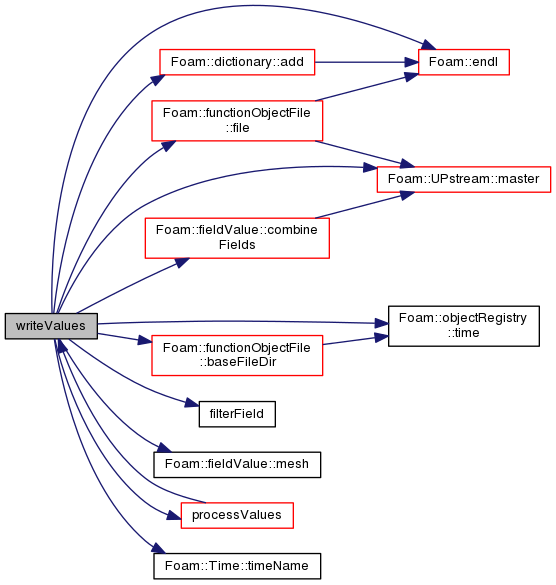 Foam::dictionary::add
Foam::endl
Foam::functionObjectFile
::file
Foam::UPstream::master
Foam::fieldValue::combine
Fields
writeValues
Foam::objectRegistry
::time
Foam::functionObjectFile
::baseFileDir
filterField
Foam::fieldValue::mesh
processValues
Foam::Time::timeName